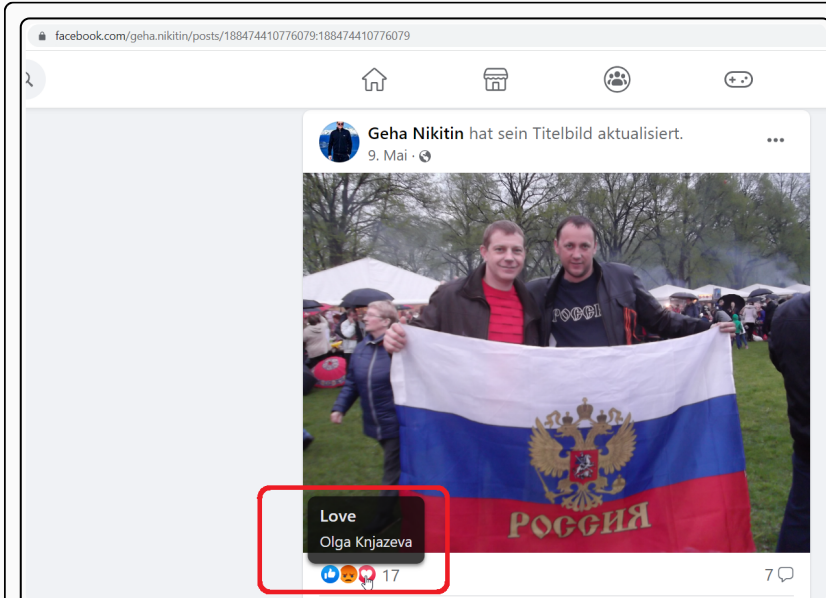 facebook.com/geha.nikitin/posts/188474410776079:188474410776079
Geha Nikitin hat sein Titelbild aktualisiert.
9. Mai ·
РОССІ
РОССИЯ
Love
Olga Knjazeva
17
7